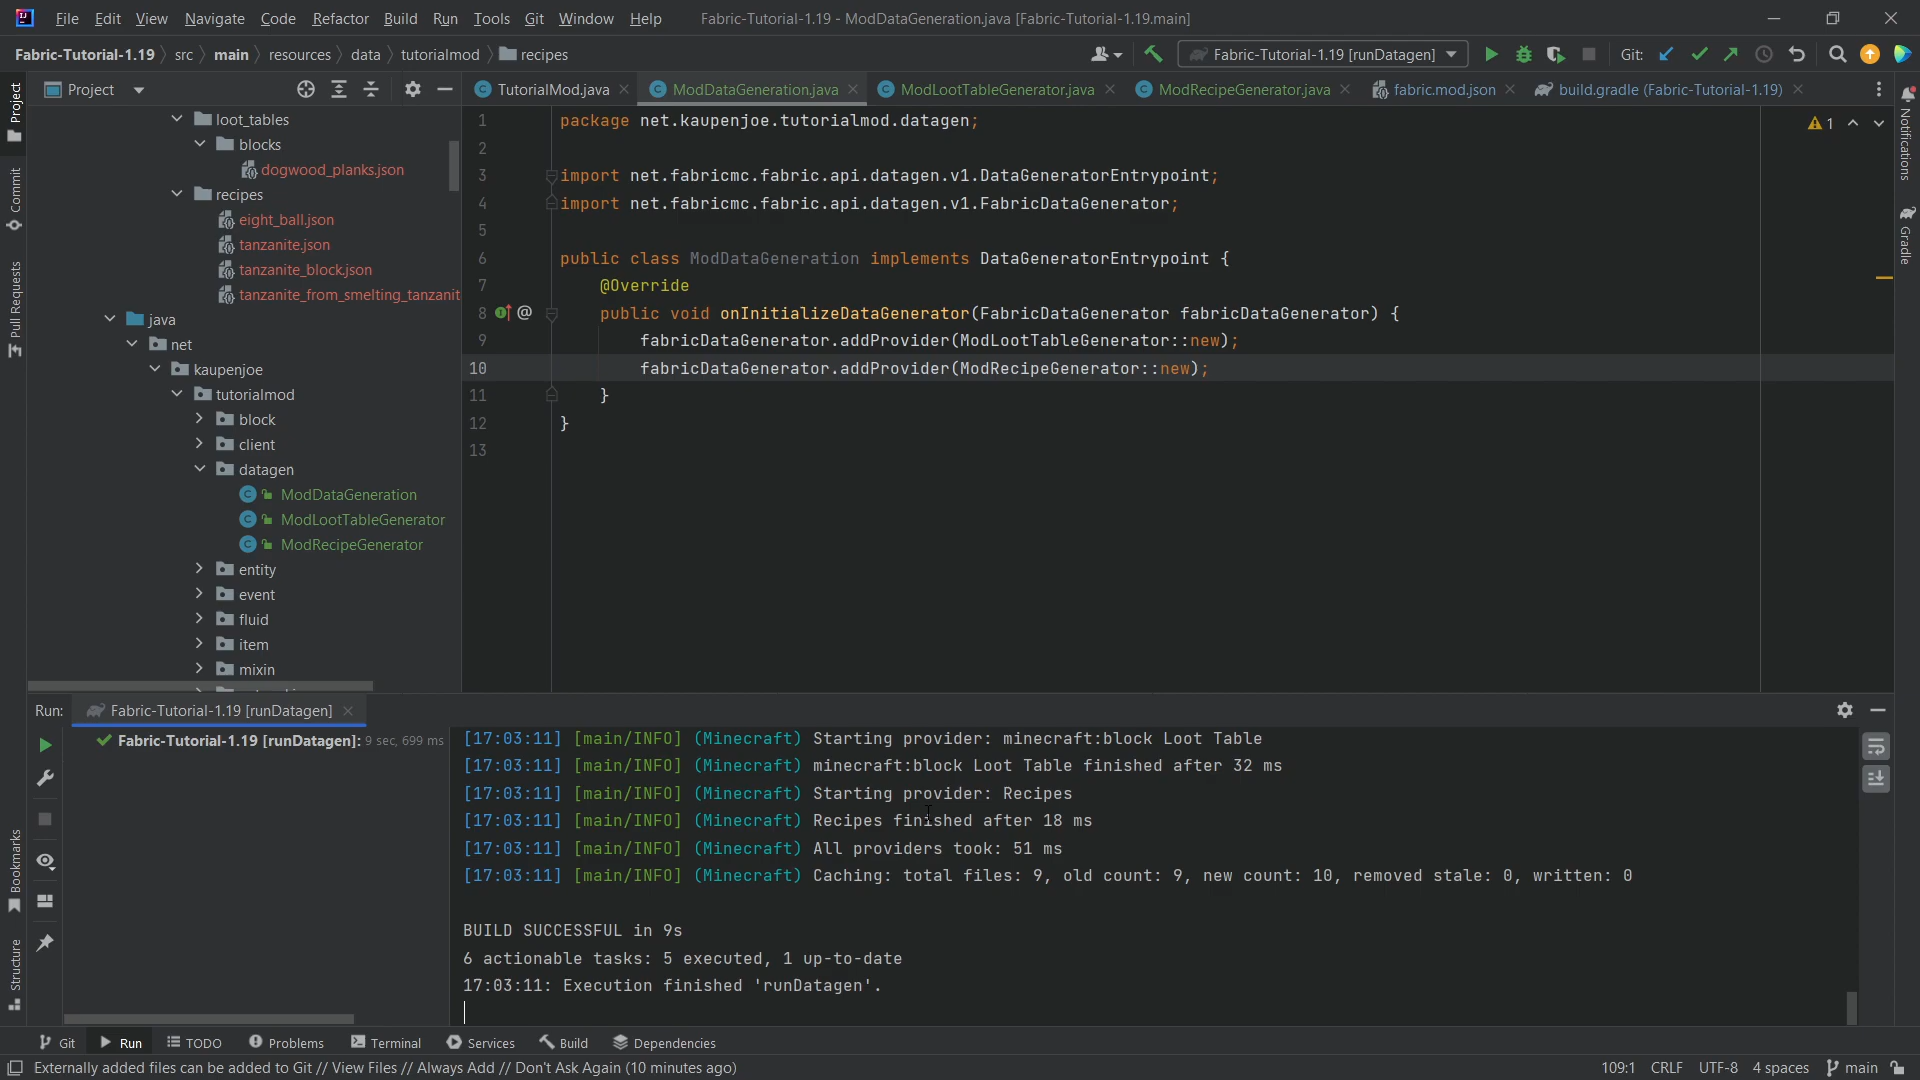 File Edit View Navigate Code Refactor Build Run Tools Git Window Help Fabric-Tutorial-1.19 - ModDataGeneration.java [Fabric-Tutorial-1.19.main]
Fabric-Tutorial-1.19 src main resources data tutorialmod recipes Fabric-Tutorial-1.19 [runDatagen] Git:
Project TutorialMod.java ModDataGeneration.java ModLootTableGenerator.java ModRecipeGenerator.java fabric.mod.json build.gradle (Fabric-Tutorial-1.19)
Project
Commit
Pull Requests
Bookmarks
Structure
Notifications
Gradle
loot_tables
blocks
dogwood_planks.json
recipes
eight_ball.json
tanzanite.json
tanzanite_block.json
tanzanite_from_smelting_tanzanit
java
net
kaupenjoe
tutorialmod
block
client
datagen
ModDataGeneration
ModLootTableGenerator
ModRecipeGenerator
entity
event
fluid
item
mixin
1 package net.kaupenjoe.tutorialmod.datagen;
1
2
3 import net.fabricmc.fabric.api.datagen.v1.DataGeneratorEntrypoint;
4 import net.fabricmc.fabric.api.datagen.v1.FabricDataGenerator;
5
6 public class ModDataGeneration implements DataGeneratorEntrypoint {
7 @Override
8 @ public void onInitializeDataGenerator(FabricDataGenerator fabricDataGenerator) {
9 fabricDataGenerator.addProvider(ModLootTableGenerator::new);
10 fabricDataGenerator.addProvider(ModRecipeGenerator::new);
11 }
12 }
13
Run: Fabric-Tutorial-1.19 [runDatagen]
Fabric-Tutorial-1.19 [runDatagen]: 9 sec, 699 ms
[17:03:11] [main/INFO] (Minecraft) Starting provider: minecraft:block Loot Table
[17:03:11] [main/INFO] (Minecraft) minecraft:block Loot Table finished after 32 ms
[17:03:11] [main/INFO] (Minecraft) Starting provider: Recipes
[17:03:11] [main/INFO] (Minecraft) Recipes finished after 18 ms
[17:03:11] [main/INFO] (Minecraft) All providers took: 51 ms
[17:03:11] [main/INFO] (Minecraft) Caching: total files: 9, old count: 9, new count: 10, removed stale: 0, written: 0
BUILD SUCCESSFUL in 9s
6 actionable tasks: 5 executed, 1 up-to-date
17:03:11: Execution finished 'runDatagen'.
Git Run TODO Problems Terminal Services Build Dependencies
Externally added files can be added to Git // View Files // Always Add // Don't Ask Again (10 minutes ago) 109:1 CRLF UTF-8 4 spaces main